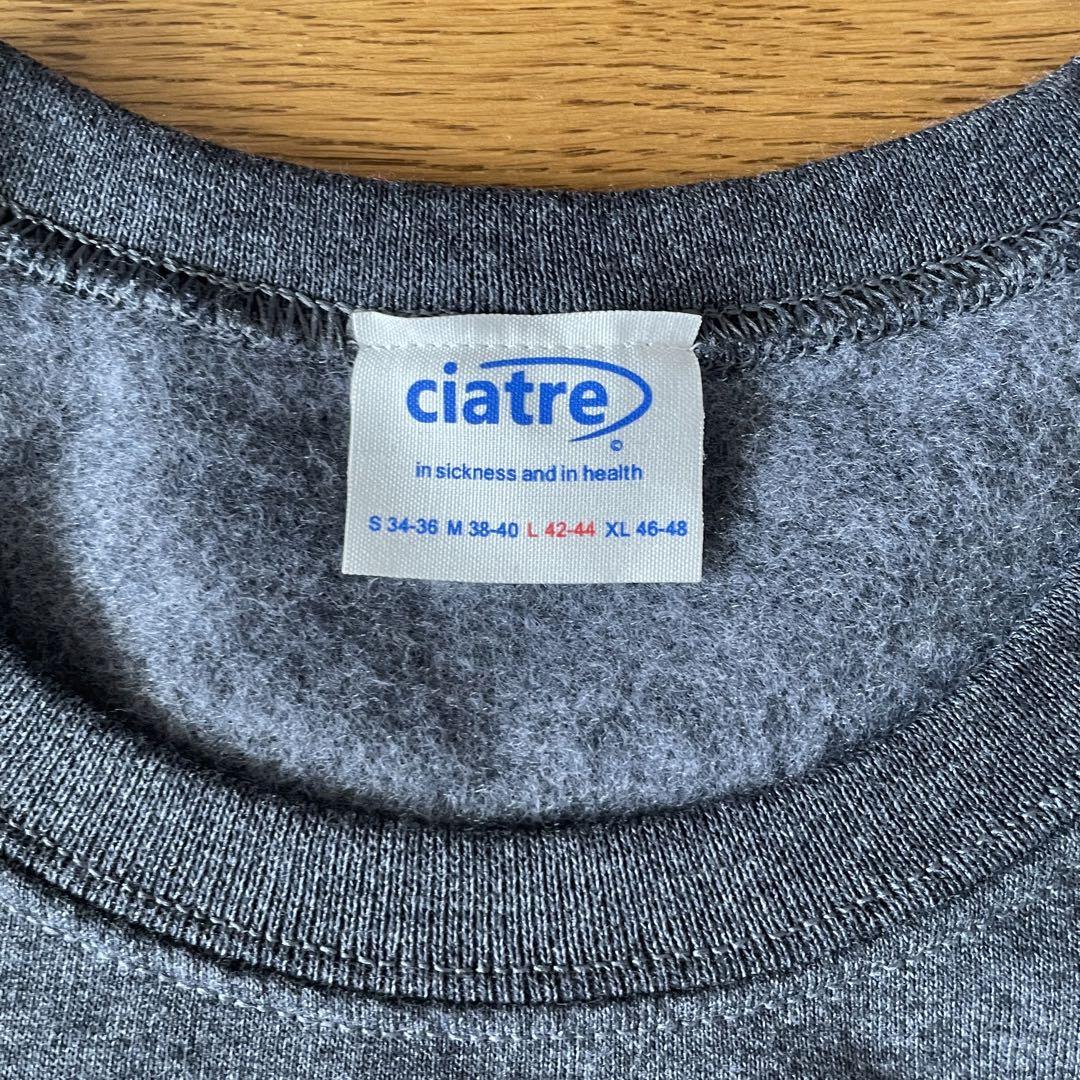 ciatre
©
in sickness and in health
S 34-36 M 38-40 L 42-44 XL 46-48